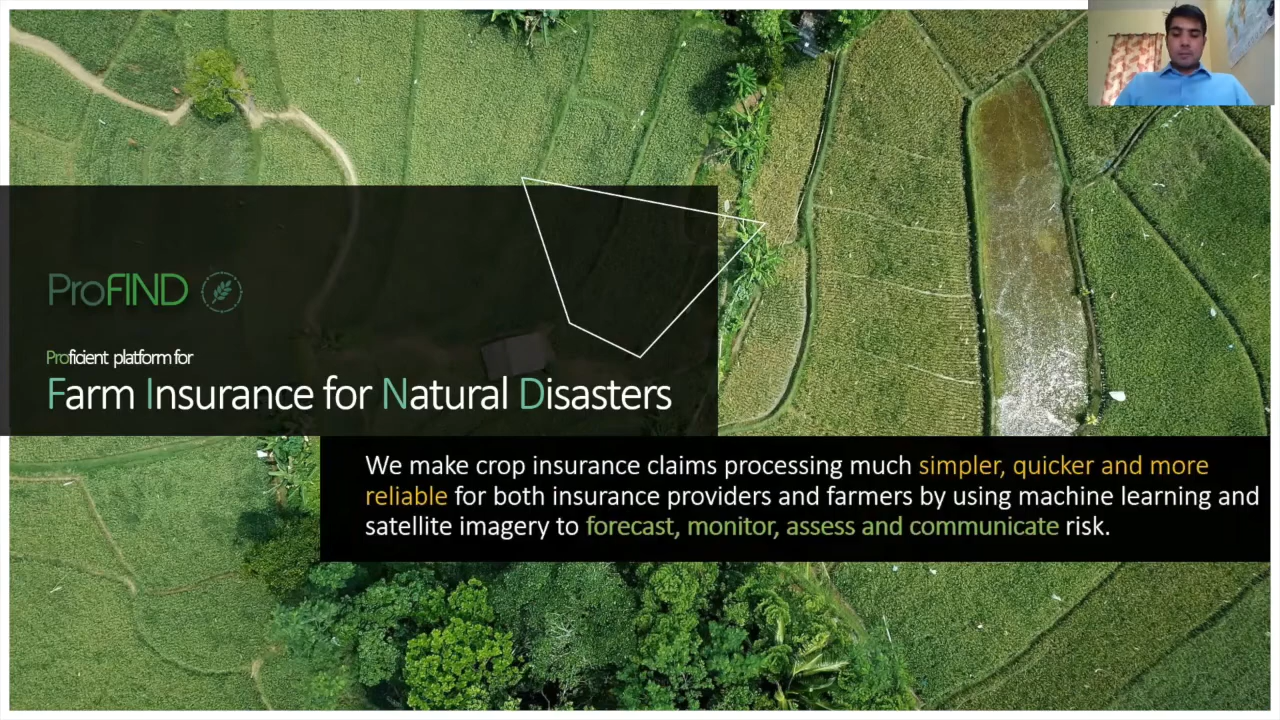 ProFIND
Proficient platform for
Farm Insurance for Natural Disasters
We make crop insurance claims processing much simpler, quicker and more
reliable for both insurance providers and farmers by using machine learning and
satellite imagery to forecast, monitor, assess and communicate risk.